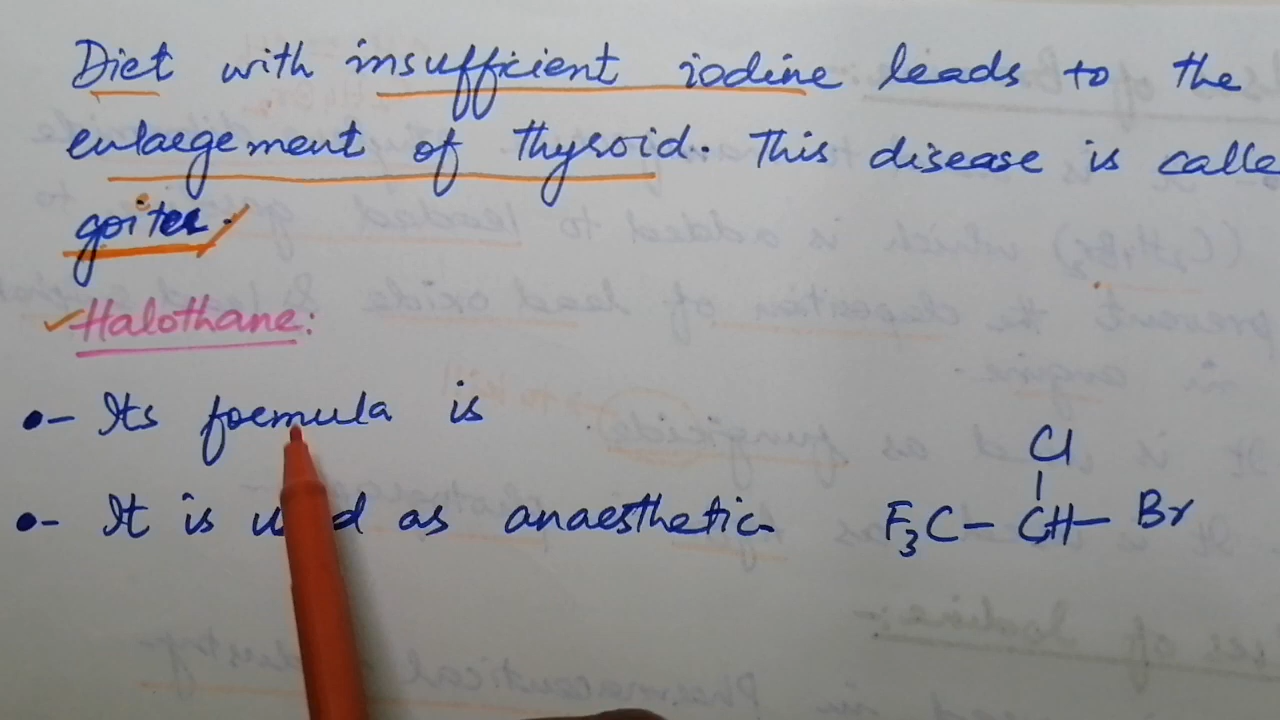 Diet with insufficient iodine leads to the
enlargement of thyroid. This disease is calle
goiter.
Halothane:
•- Its formula is
•- It is used as anaesthetic
Cl
F₃C - CH - Br